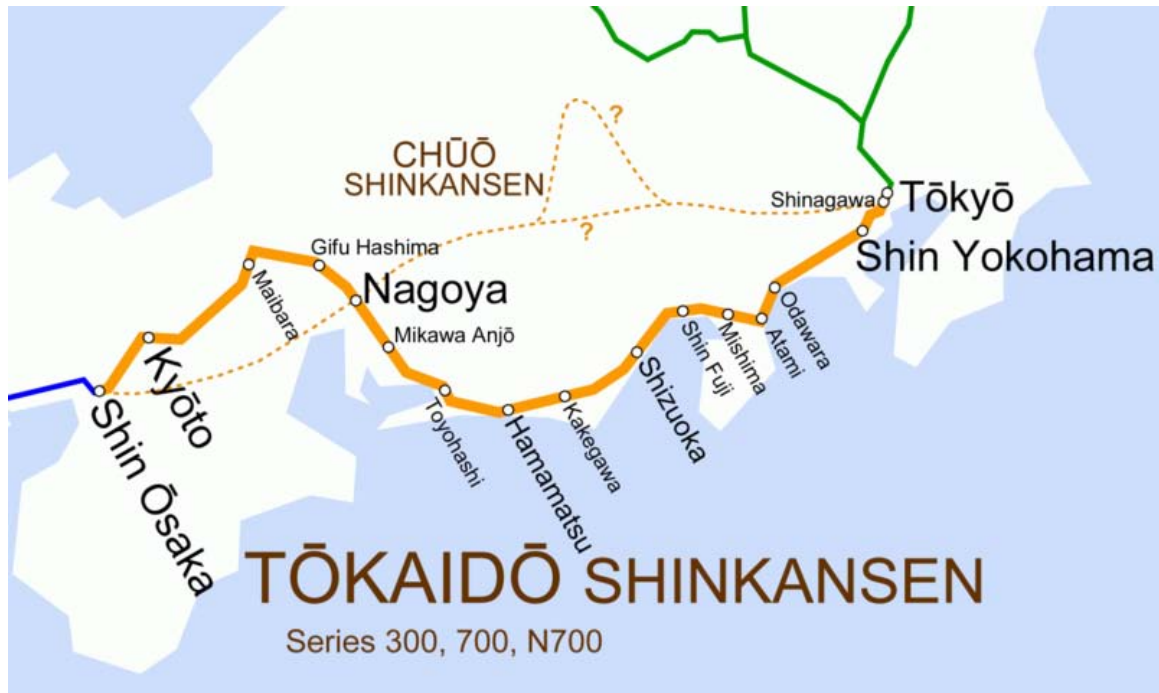 ?
CHŪŌ
SHINKANSEN
?
Shinagawa
Tōkyō
Shin Yokohama
Gifu Hashima
Nagoya
Maibara
Mikawa Anjō
Kyōto
Shin Ōsaka
Toyohashi
Hamamatsu
Kakegawa
Shizuoka
Shin Fuji
Mishima
Atami
Odawara
TŌKAIDŌ SHINKANSEN
Series 300, 700, N700